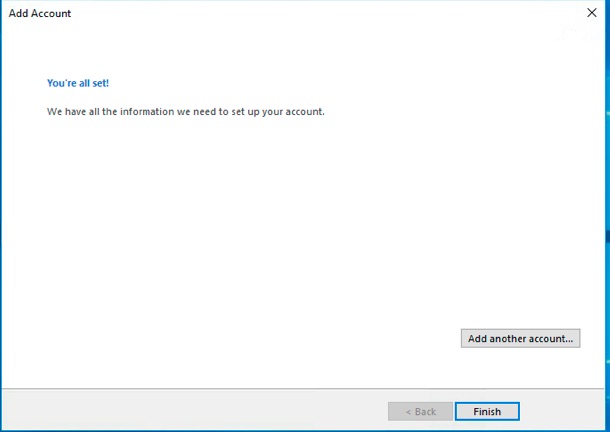 Add Account
You're all set!
We have all the information we need to set up your account.
Add another account...
< Back
Finish